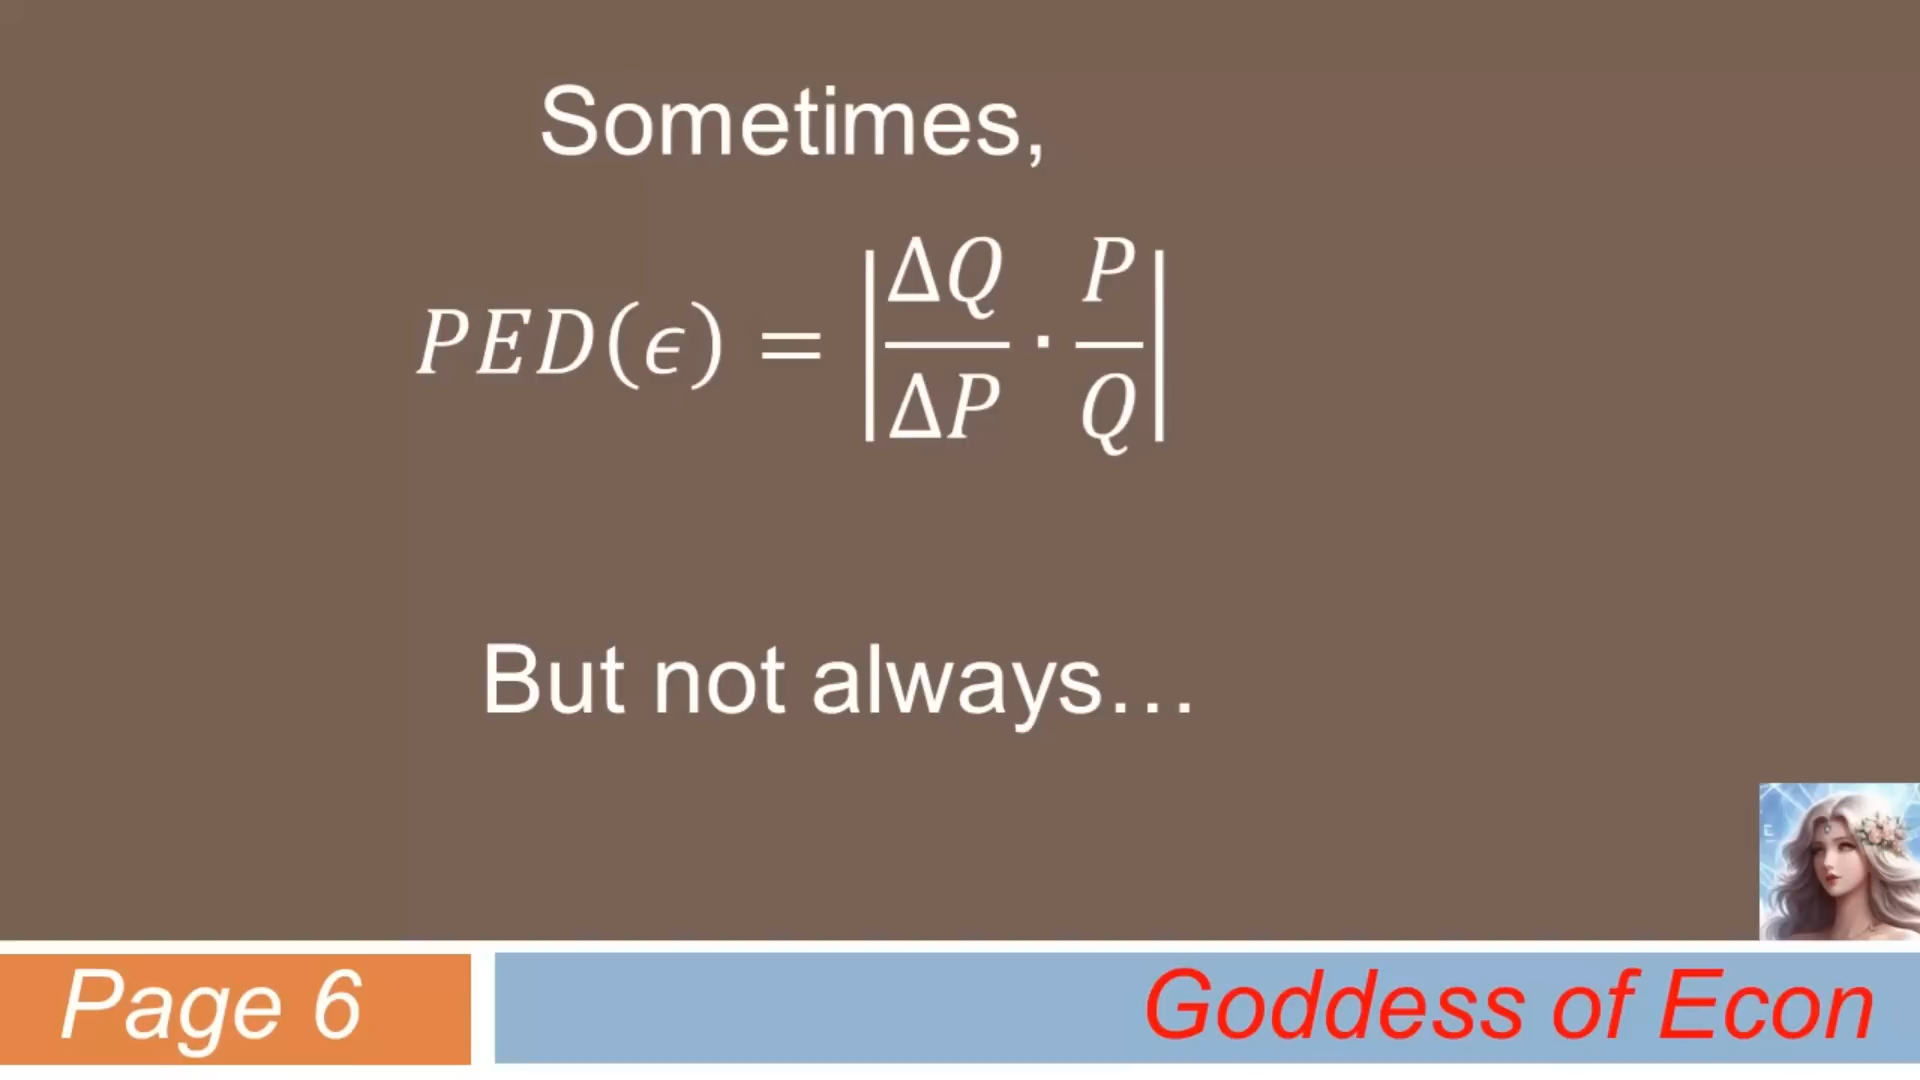 Sometimes,
PED(ϵ) = |ΔQ/ΔP · P/Q|
But not always…
Page 6
Goddess of Econ